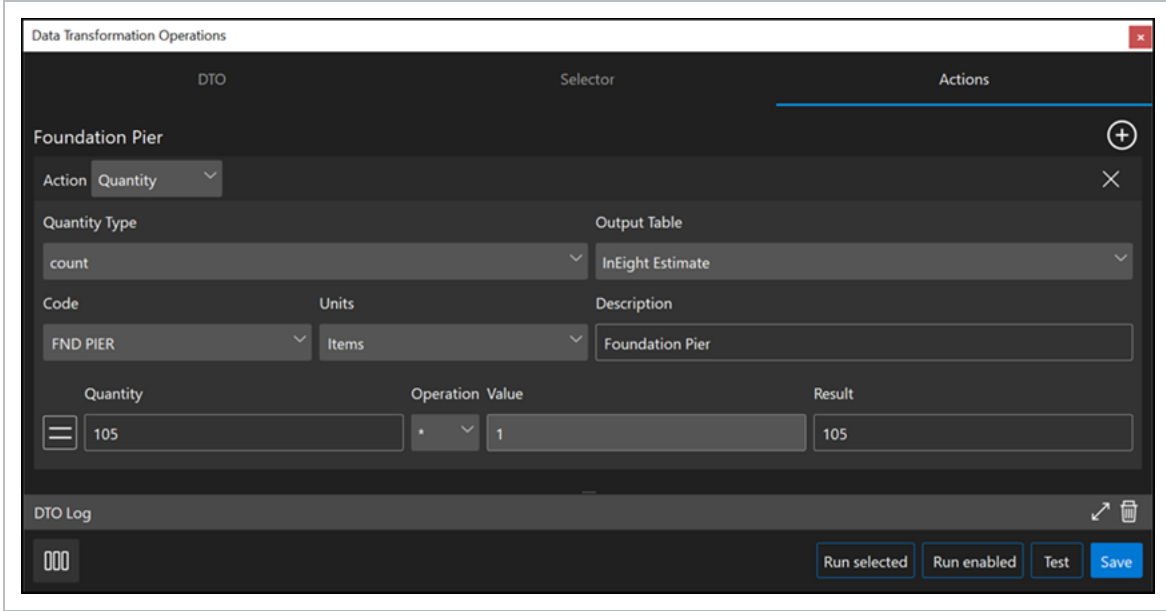 Data Transformation Operations
DTO Selector Actions
Foundation Pier
Action Quantity
Quantity Type Output Table
count InEight Estimate
Code Units Description
FND PIER Items Foundation Pier
Quantity Operation Value Result
105 * 1 105
DTO Log
Run selected Run enabled Test Save